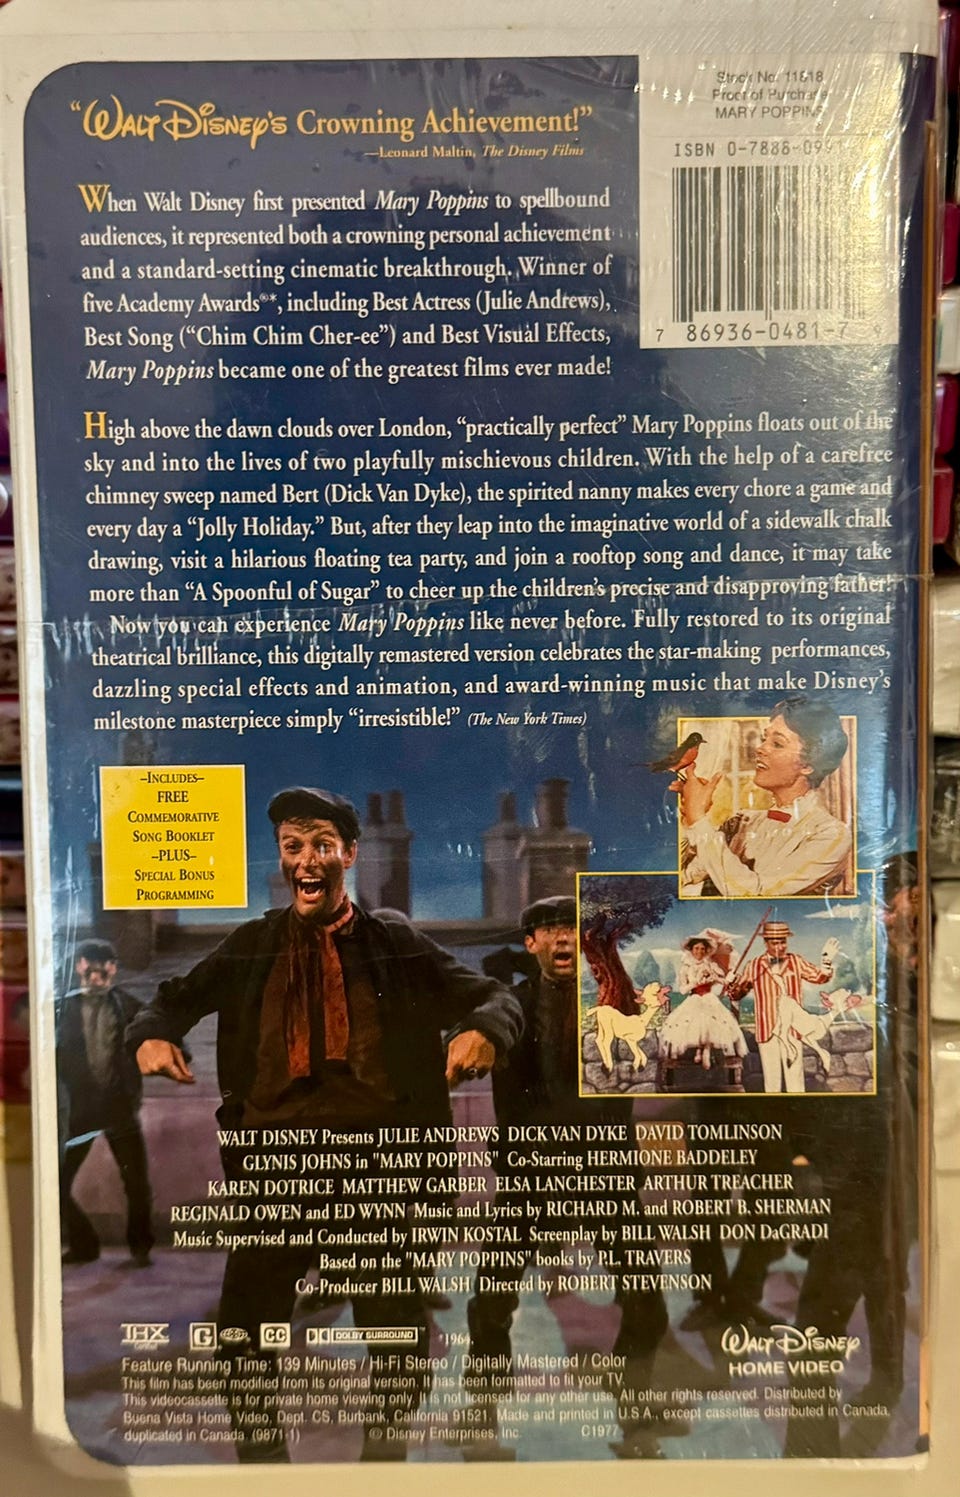 "WALT DISNEY'S Crowning Achievement!"
—Leonard Maltin, The Disney Films
Stock No. 11818
Proof of Purchase
MARY POPPINS
ISBN 0-7888-0991
7 86936-0481-7 9
When Walt Disney first presented Mary Poppins to spellbound
audiences, it represented both a crowning personal achievement
and a standard-setting cinematic breakthrough. Winner of
five Academy Awards®*, including Best Actress (Julie Andrews),
Best Song ("Chim Chim Cher-ee") and Best Visual Effects,
Mary Poppins became one of the greatest films ever made!
High above the dawn clouds over London, "practically perfect" Mary Poppins floats out of the
sky and into the lives of two playfully mischievous children. With the help of a carefree
chimney sweep named Bert (Dick Van Dyke), the spirited nanny makes every chore a game and
every day a "Jolly Holiday." But, after they leap into the imaginative world of a sidewalk chalk
drawing, visit a hilarious floating tea party, and join a rooftop song and dance, it may take
more than "A Spoonful of Sugar" to cheer up the children's precise and disapproving father!
Now you can experience Mary Poppins like never before. Fully restored to its original
theatrical brilliance, this digitally remastered version celebrates the star-making performances,
dazzling special effects and animation, and award-winning music that make Disney's
milestone masterpiece simply "irresistible!" (The New York Times)
–INCLUDES–
FREE
COMMEMORATIVE
SONG BOOKLET
–PLUS–
SPECIAL BONUS
PROGRAMMING
WALT DISNEY Presents JULIE ANDREWS DICK VAN DYKE DAVID TOMLINSON
GLYNIS JOHNS in "MARY POPPINS" Co-Starring HERMIONE BADDELEY
KAREN DOTRICE MATTHEW GARBER ELSA LANCHESTER ARTHUR TREACHER
REGINALD OWEN and ED WYNN Music and Lyrics by RICHARD M. and ROBERT B. SHERMAN
Music Supervised and Conducted by IRWIN KOSTAL Screenplay by BILL WALSH DON DaGRADI
Based on the "MARY POPPINS" books by P.L. TRAVERS
Co-Producer BILL WALSH Directed by ROBERT STEVENSON
THX G CC DOLBY SURROUND *1964.
WALT DISNEY
HOME VIDEO
Feature Running Time: 139 Minutes / Hi-Fi Stereo / Digitally Mastered / Color
This film has been modified from its original version. It has been formatted to fit your TV.
This videocassette is for private home viewing only. It is not licensed for any other use. All other rights reserved. Distributed by
Buena Vista Home Video, Dept. CS, Burbank, California 91521. Made and printed in U.S.A., except cassettes distributed in Canada,
duplicated in Canada. (9871-1) © Disney Enterprises, Inc. C1977